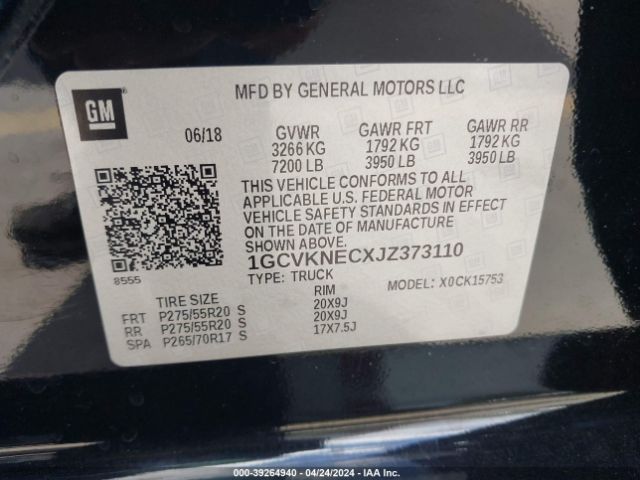 GM
MFD BY GENERAL MOTORS LLC
06/18 GVWR GAWR FRT GAWR RR
3266 KG 1792 KG 1792 KG
7200 LB 3950 LB 3950 LB
THIS VEHICLE CONFORMS TO ALL
APPLICABLE U.S. FEDERAL MOTOR
VEHICLE SAFETY STANDARDS IN EFFECT
ON THE DATE OF MANUFACTURE
SHOWN ABOVE.
1GCVKNECXJZ373110
8555
TYPE: TRUCK MODEL: X0CK15753
TIRE SIZE RIM
FRT P275/55R20 S 20X9J
RR P275/55R20 S 20X9J
SPA P265/70R17 S 17X7.5J
000-39264940 - 04/24/2024 - IAA Inc.